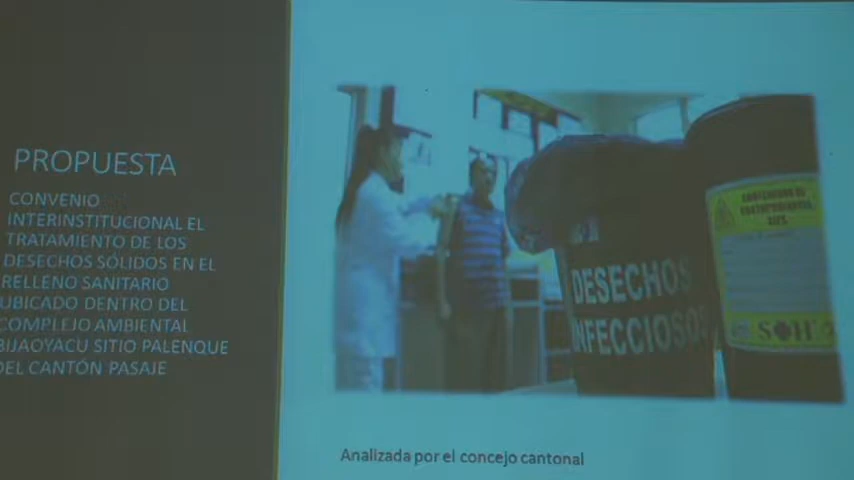 PROPUESTA
CONVENIO
INTERINSTITUCIONAL EL
TRATAMIENTO DE LOS
DESECHOS SÓLIDOS EN EL
RELLENO SANITARIO
UBICADO DENTRO DEL
COMPLEJO AMBIENTAL
BIJAOYACU SITIO PALENQUE
DEL CANTÓN PASAJE
DESECHOS
INFECCIOSOS
Analizada por el concejo cantonal